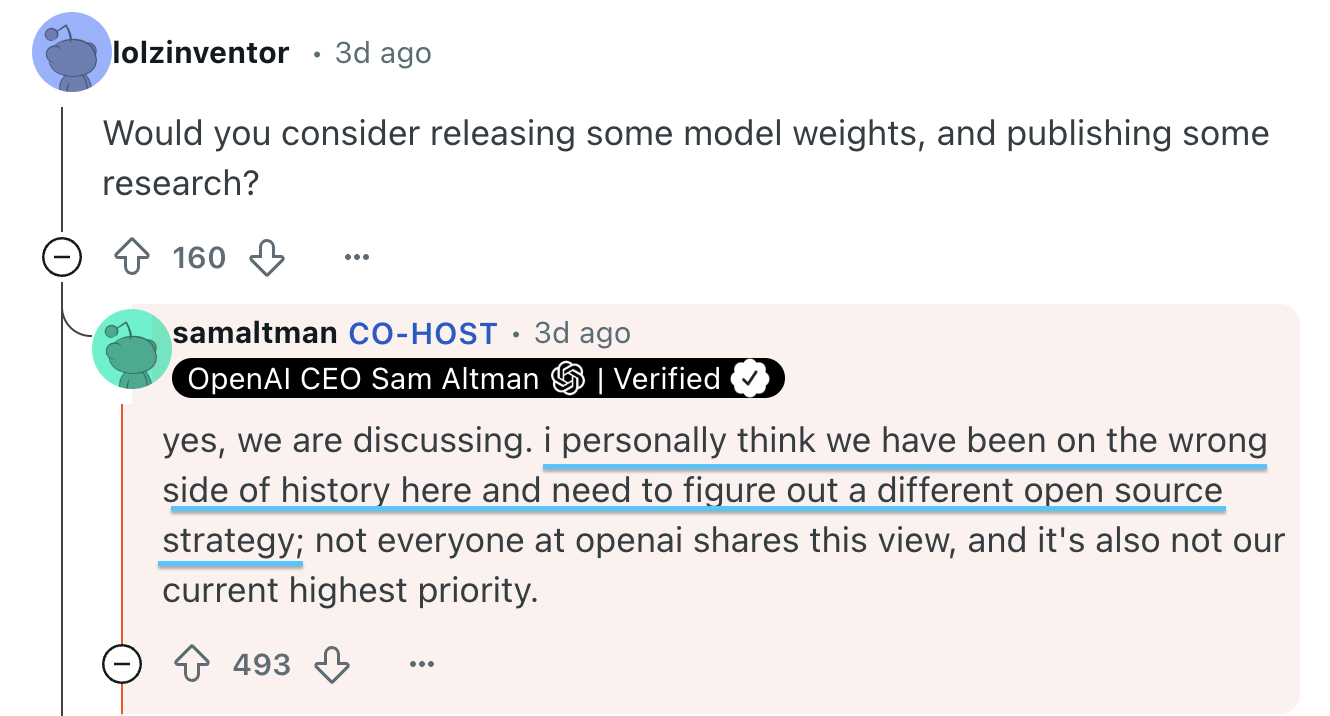 lolzinventor • 3d ago
Would you consider releasing some model weights, and publishing some
research?
160
samaltman CO-HOST • 3d ago
OpenAI CEO Sam Altman | Verified
yes, we are discussing. i personally think we have been on the wrong
side of history here and need to figure out a different open source
strategy; not everyone at openai shares this view, and it's also not our
current highest priority.
493